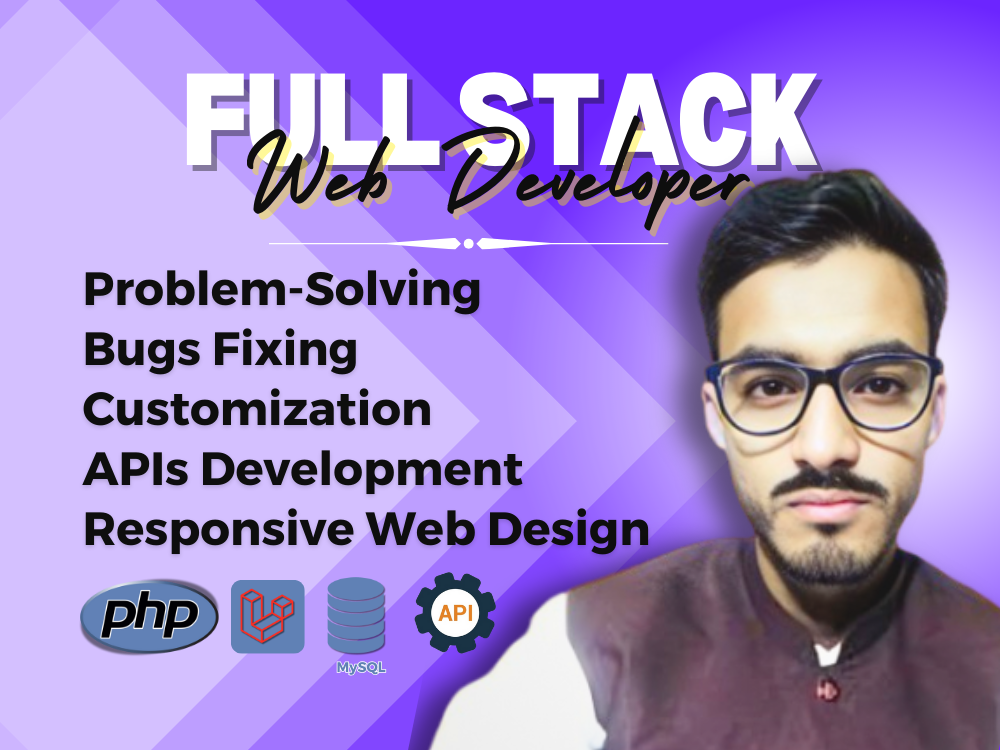 FULL STACK
Web Developer
Problem-Solving
Bugs Fixing
Customization
APIs Development
Responsive Web Design
php
API
MySQL